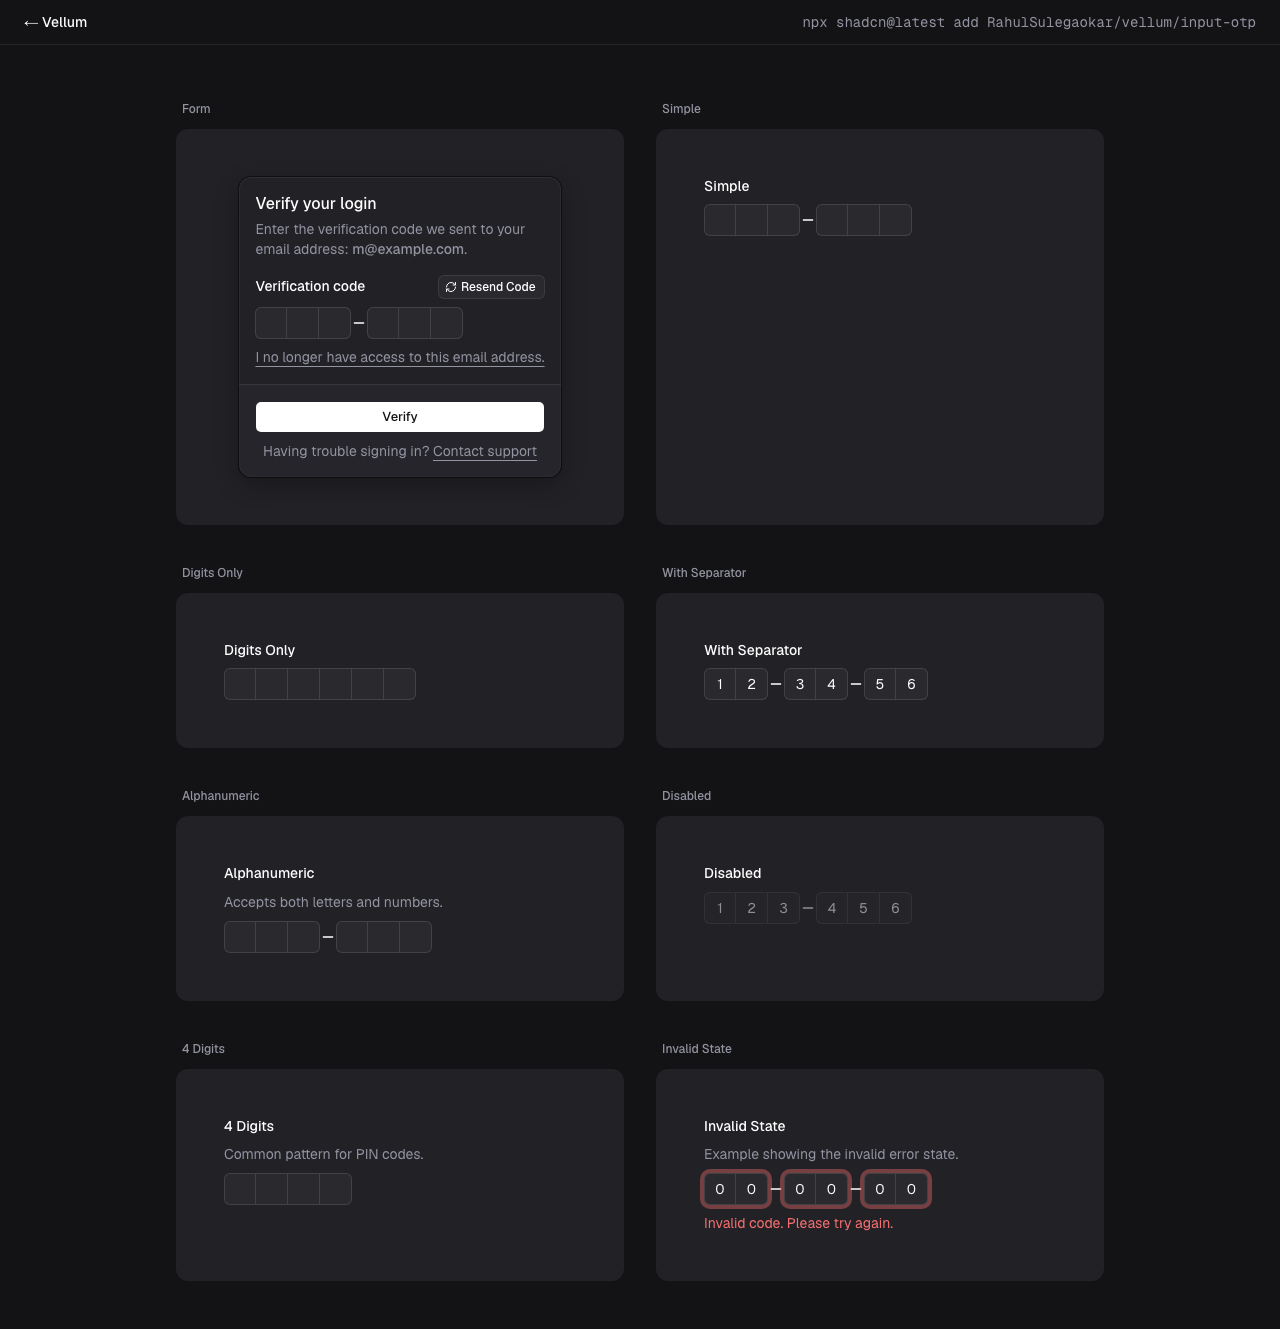 ← Vellum
npx shadcn@latest add RahulSulegaokar/vellum/input-otp
Form
Verify your login
Enter the verification code we sent to your
email address: m@example.com.
Verification code
Resend Code
I no longer have access to this email address.
Verify
Having trouble signing in? Contact support
Simple
Simple
Digits Only
Digits Only
With Separator
With Separator
1 2 — 3 4 — 5 6
Alphanumeric
Alphanumeric
Accepts both letters and numbers.
Disabled
Disabled
1 2 3 — 4 5 6
4 Digits
4 Digits
Common pattern for PIN codes.
Invalid State
Invalid State
Example showing the invalid error state.
0 0 — 0 0 — 0 0
Invalid code. Please try again.